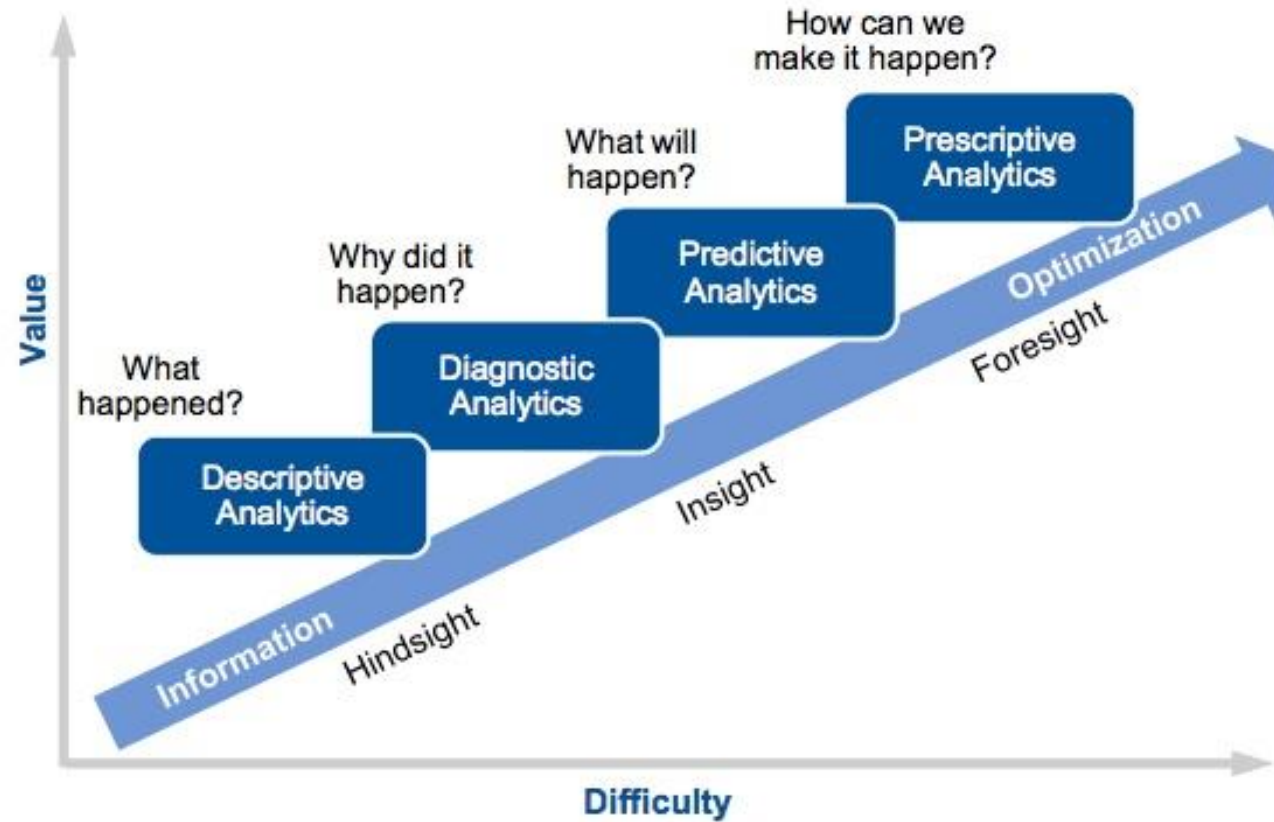 How can we
make it happen?
Prescriptive
Analytics
What will
happen?
Predictive
Analytics
Why did it
happen?
Diagnostic
Analytics
What
happened?
Descriptive
Analytics
Value
Information
Optimization
Hindsight
Insight
Foresight
Difficulty